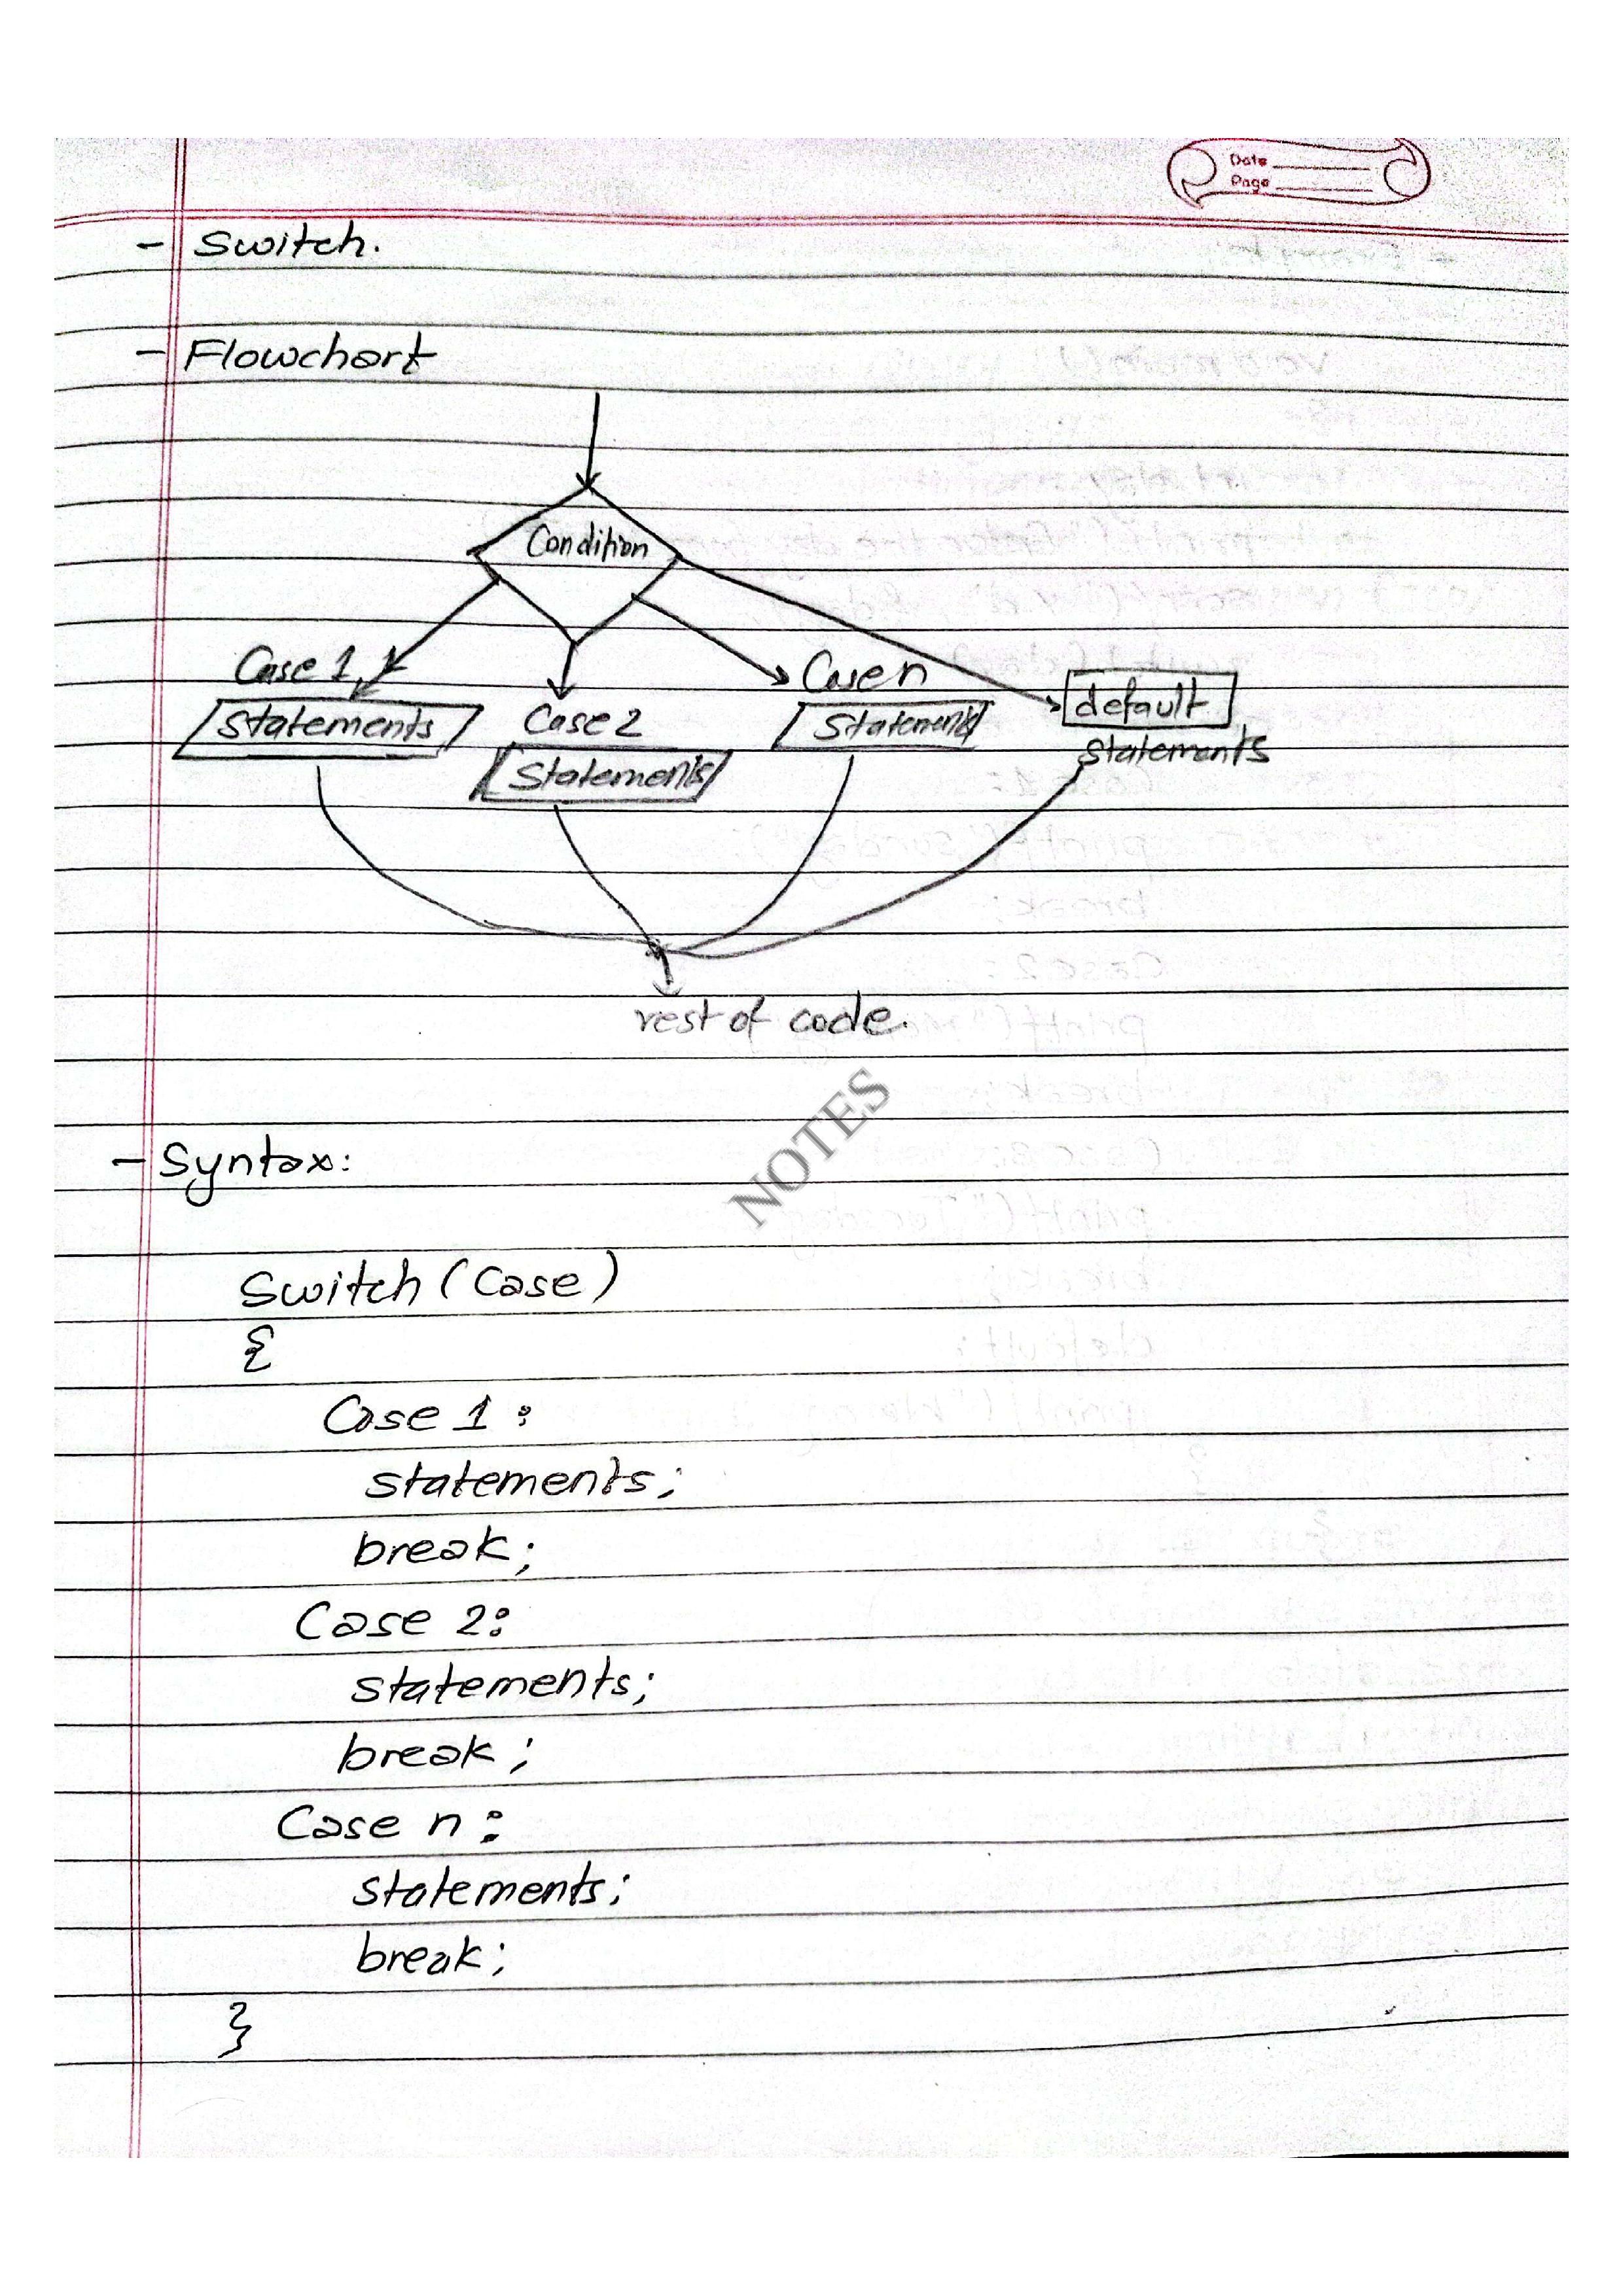 Date
Page
- Switch.
- Flowchart
Condition
Case 1
Statements
Case 2
Statements
Case n
Statements
default
Statements
rest of code.
NOTES
- Syntax:
Switch (Case)
{
Case 1 :
statements;
break;
Case 2:
statements;
break;
Case n :
statements;
break;
}